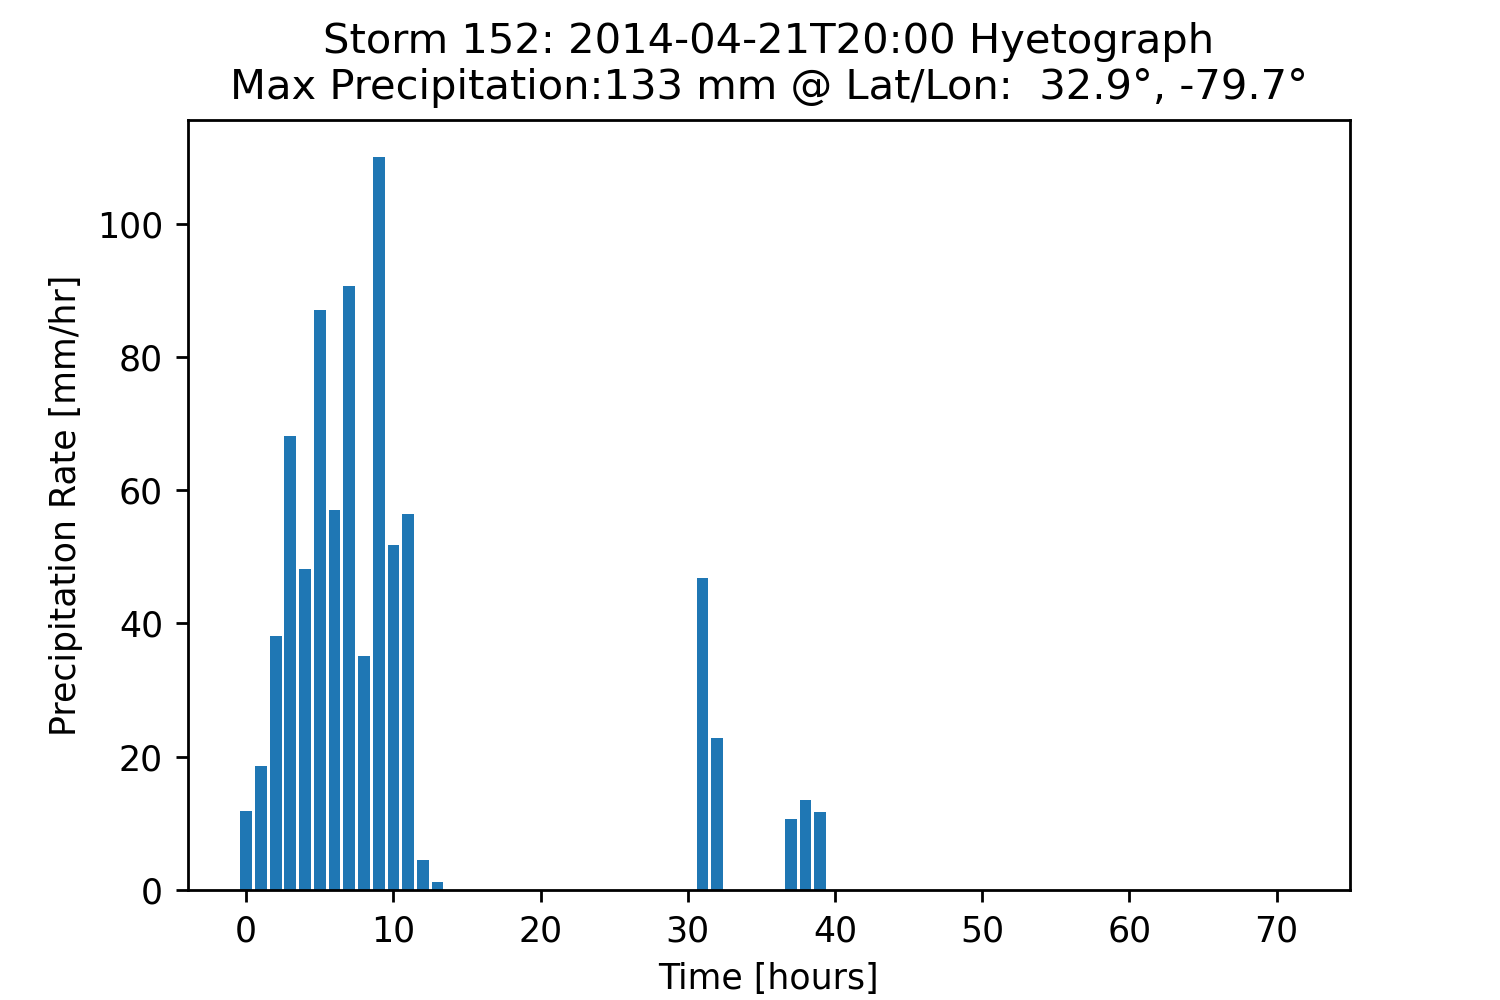 Storm 152: 2014-04-21T20:00 Hyetograph
Max Precipitation:133 mm @ Lat/Lon:  32.9°, -79.7°
Precipitation Rate [mm/hr]
100
80
60
40
20
0
0 10 20 30 40 50 60 70
Time [hours]